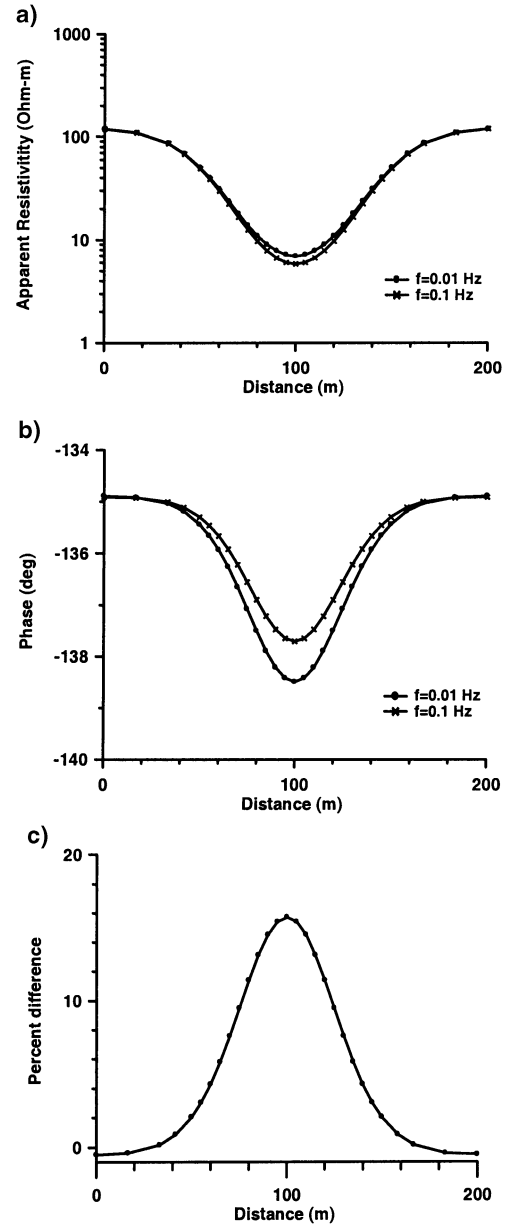 a)
1000
100
10
1
Apparent Resistivitity (Ohm-m)
f=0.01 Hz
f=0.1 Hz
0
100
200
Distance (m)
b)
-134
-136
-138
-140
Phase (deg)
f=0.01 Hz
f=0.1 Hz
0
100
200
Distance (m)
c)
20
10
0
Percent difference
0
100
200
Distance (m)